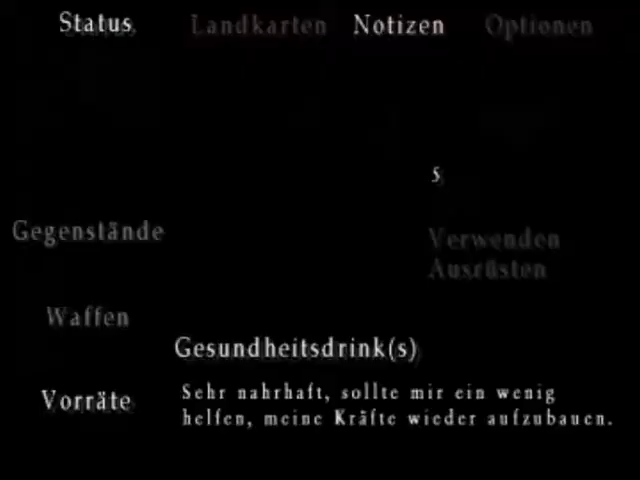 Status Landkarten Notizen Optionen
s
Gegenstände
Verwenden
Ausrüsten
Waffen
Gesundheitsdrink(s)
Vorräte
Sehr nahrhaft, sollte mir ein wenig
helfen, meine Kräfte wieder aufzubauen.